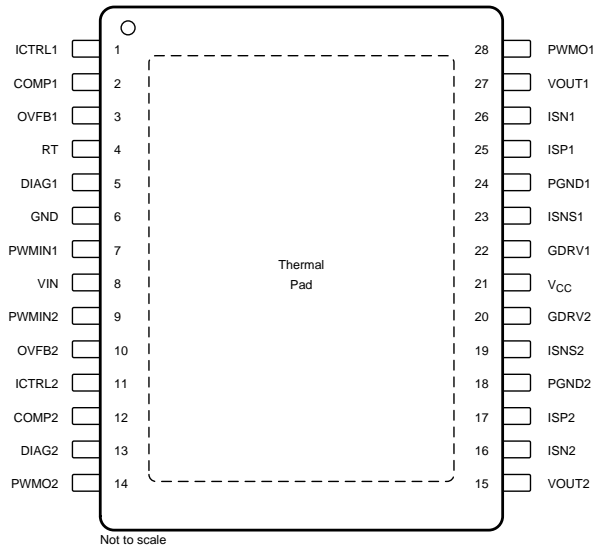 ICTRL1 1 28 PWMO1
COMP1 2 27 VOUT1
OVFB1 3 26 ISN1
RT 4 25 ISP1
DIAG1 5 24 PGND1
GND 6 23 ISNS1
PWMIN1 7 22 GDRV1
Thermal
Pad
VIN 8 21 VCC
PWMIN2 9 20 GDRV2
OVFB2 10 19 ISNS2
ICTRL2 11 18 PGND2
COMP2 12 17 ISP2
DIAG2 13 16 ISN2
PWMO2 14 15 VOUT2
Not to scale